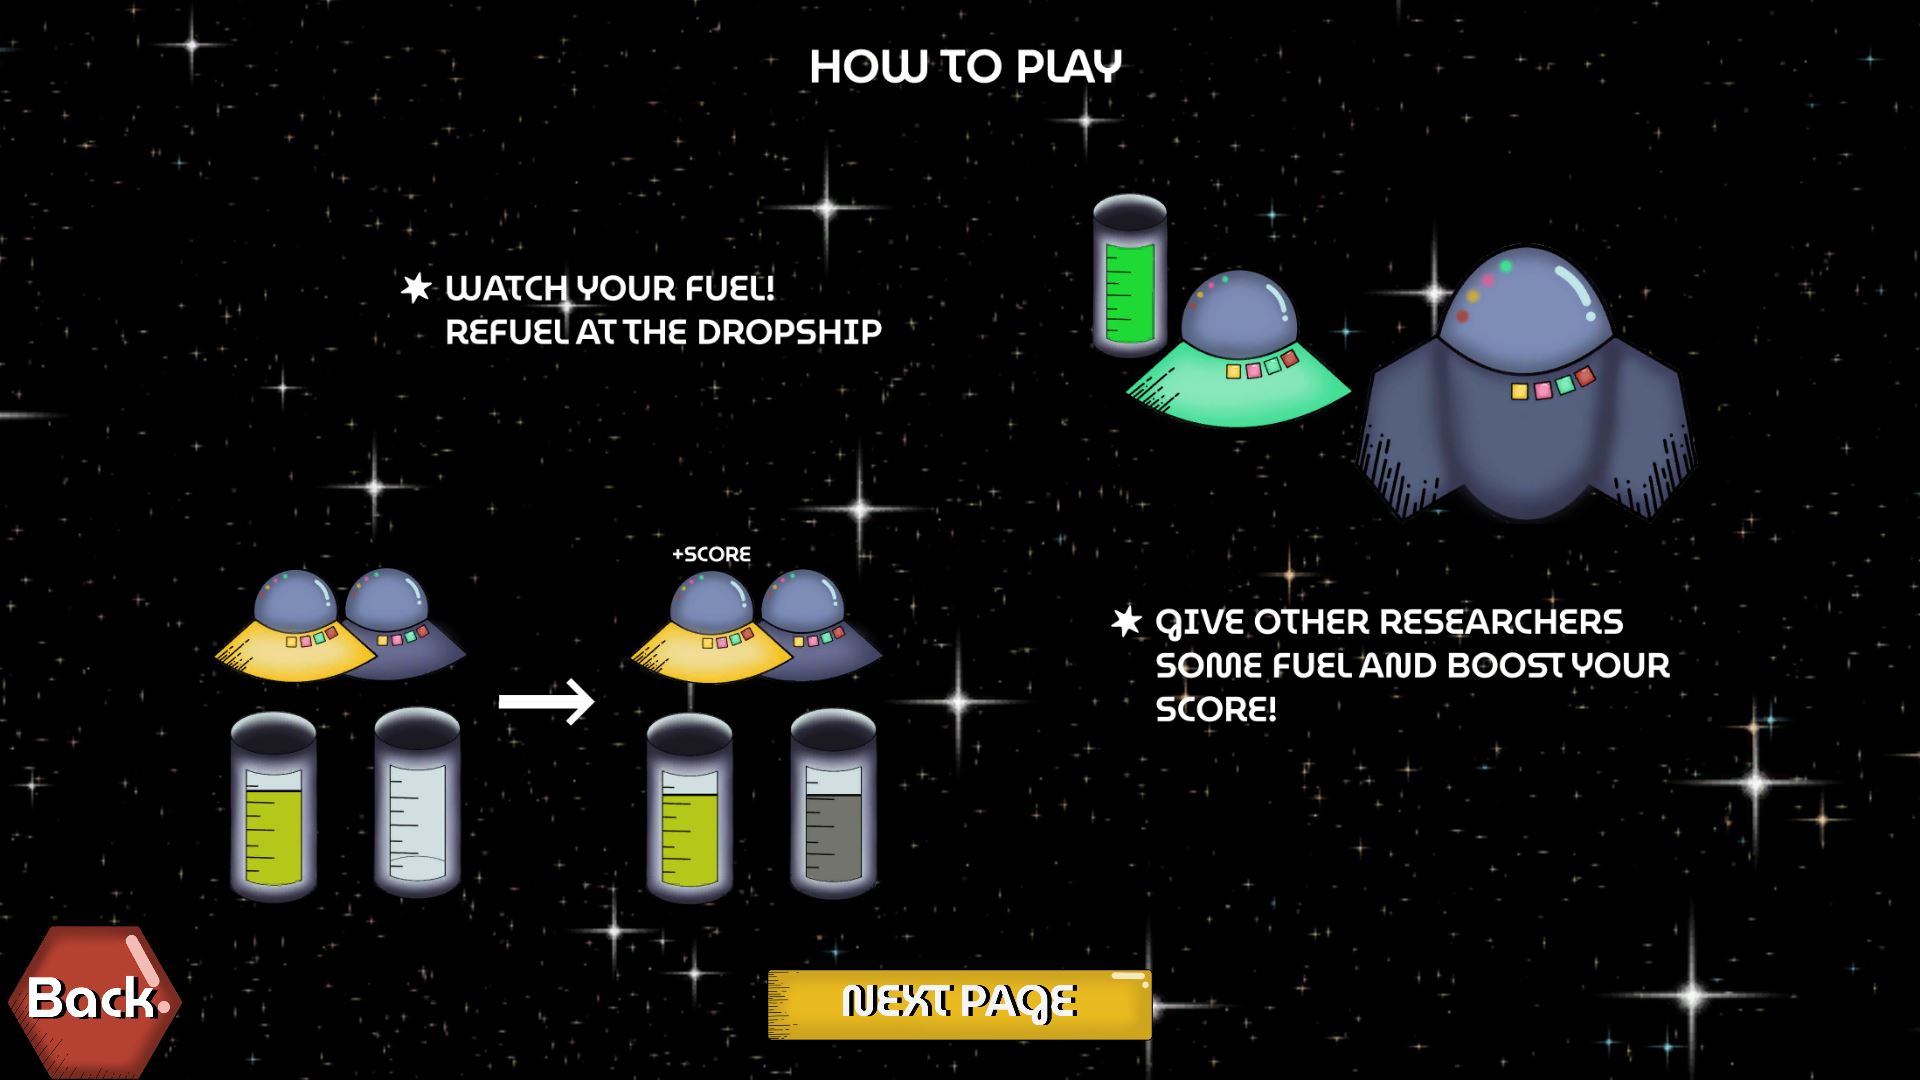 HOW TO PLAY
WATCH YOUR FUEL!
REFUEL AT THE DROPSHIP
+SCORE
GIVE OTHER RESEARCHERS
SOME FUEL AND BOOST YOUR
SCORE!
Back
NEXT PAGE